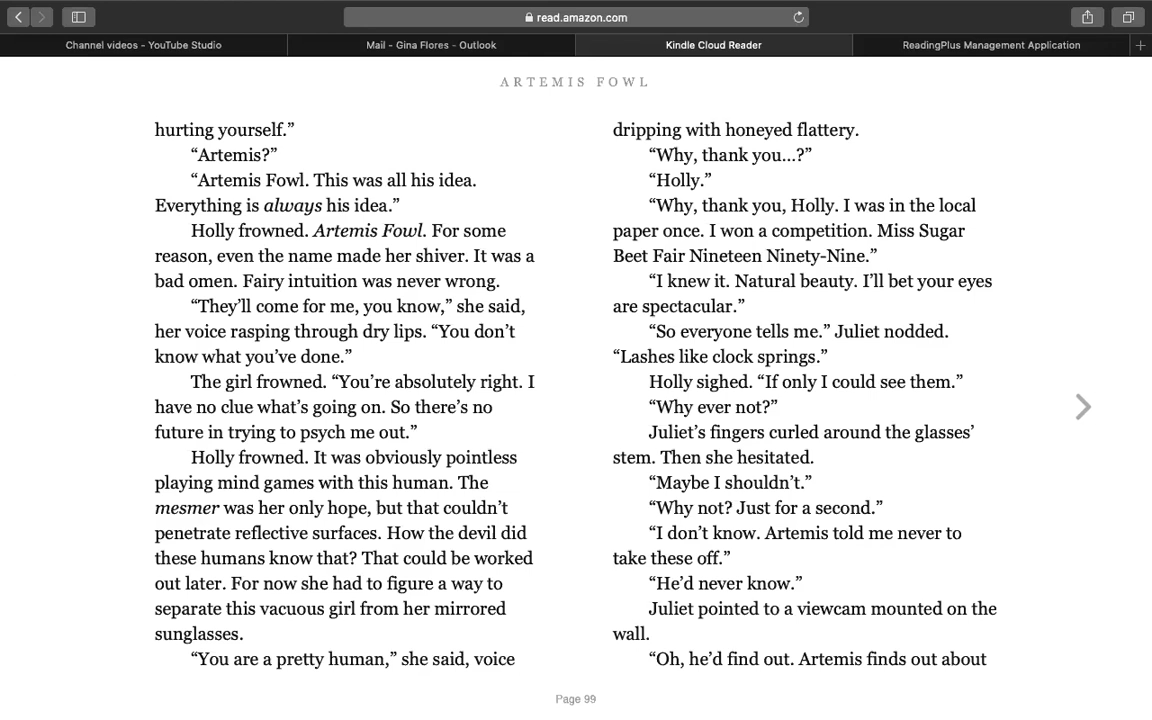 read.amazon.com
Channel videos - YouTube Studio
Mail - Gina Flores - Outlook
Kindle Cloud Reader
ReadingPlus Management Application
ARTEMIS FOWL
hurting yourself.”
“Artemis?”
“Artemis Fowl. This was all his idea.
Everything is always his idea.”
Holly frowned. Artemis Fowl. For some
reason, even the name made her shiver. It was a
bad omen. Fairy intuition was never wrong.
“They’ll come for me, you know,” she said,
her voice rasping through dry lips. “You don’t
know what you’ve done.”
The girl frowned. “You’re absolutely right. I
have no clue what’s going on. So there’s no
future in trying to psych me out.”
Holly frowned. It was obviously pointless
playing mind games with this human. The
mesmer was her only hope, but that couldn’t
penetrate reflective surfaces. How the devil did
these humans know that? That could be worked
out later. For now she had to figure a way to
separate this vacuous girl from her mirrored
sunglasses.
“You are a pretty human,” she said, voice
dripping with honeyed flattery.
“Why, thank you...?”
“Holly.”
“Why, thank you, Holly. I was in the local
paper once. I won a competition. Miss Sugar
Beet Fair Nineteen Ninety-Nine.”
“I knew it. Natural beauty. I’ll bet your eyes
are spectacular.”
“So everyone tells me.” Juliet nodded.
“Lashes like clock springs.”
Holly sighed. “If only I could see them.”
“Why ever not?”
Juliet’s fingers curled around the glasses’
stem. Then she hesitated.
“Maybe I shouldn’t.”
“Why not? Just for a second.”
“I don’t know. Artemis told me never to
take these off.”
“He’d never know.”
Juliet pointed to a viewcam mounted on the
wall.
“Oh, he’d find out. Artemis finds out about
Page 99